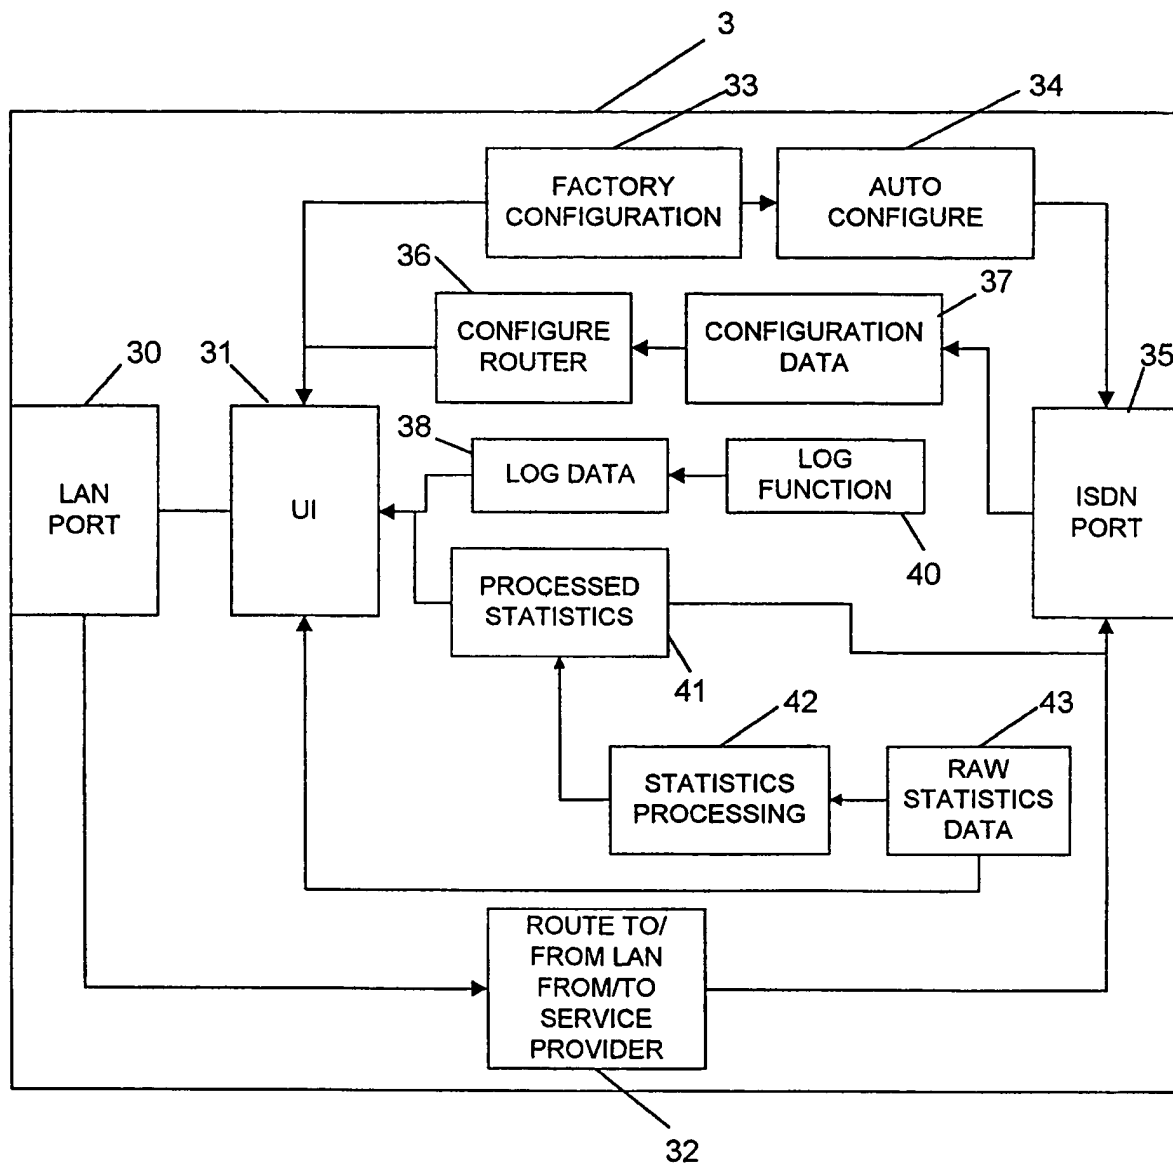 3
33
34
FACTORY
CONFIGURATION
AUTO
CONFIGURE
36
37
CONFIGURE
ROUTER
CONFIGURATION
DATA
30
31
35
38
LAN
PORT
UI
LOG DATA
LOG
FUNCTION
ISDN
PORT
40
PROCESSED
STATISTICS
41
42
43
STATISTICS
PROCESSING
RAW
STATISTICS
DATA
ROUTE TO/
FROM LAN
FROM/TO
SERVICE
PROVIDER
32